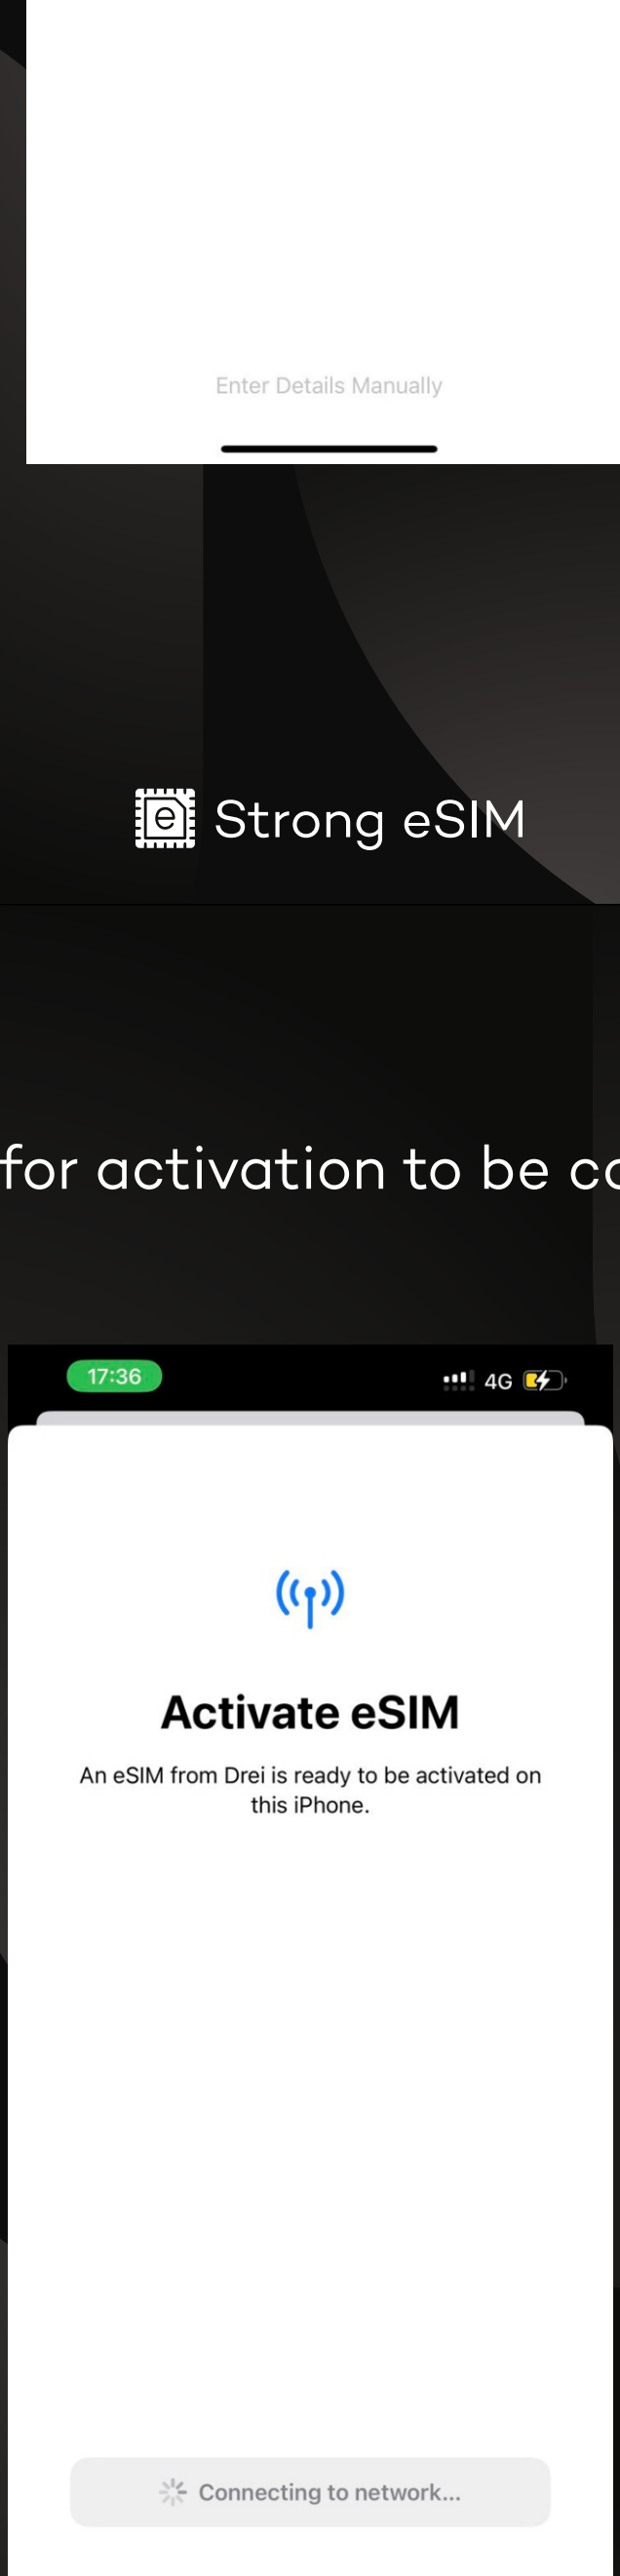 Enter Details Manually
Strong eSIM
for activation to be
17:36
4G
Activate eSIM
An eSIM from Drei is ready to be activated on
this iPhone.
Connecting to network...